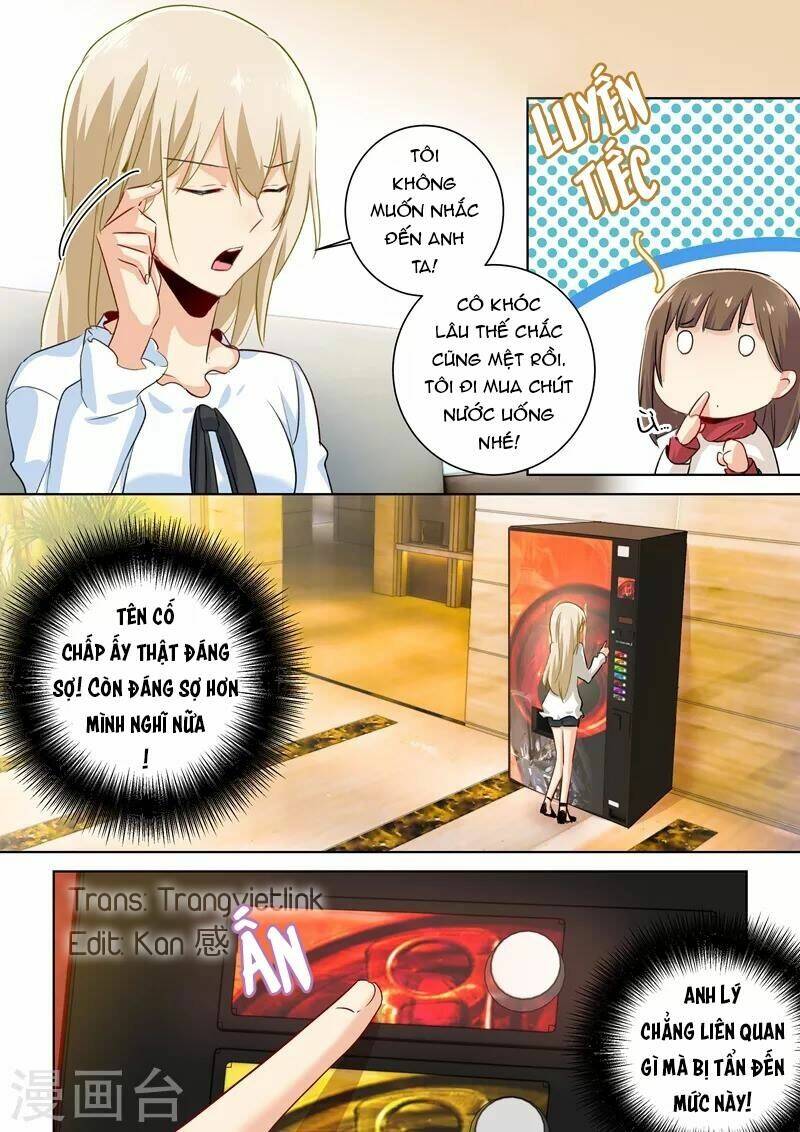 LUYẾN
TIẾC
TÔI
KHÔNG
MUỐN NHẮC
ĐẾN ANH
TA!
CÔ KHÓC
LÂU THẾ CHẮC
CŨNG MỆT RỒI.
TÔI ĐI MUA CHÚT
NƯỚC UỐNG
NHÉ!
TÊN CỐ
CHẤP ẤY THẬT ĐÁNG
SỢ! CÒN ĐÁNG SỢ HƠN
MÌNH NGHĨ NỮA
!
Trans: Trangvietlink
Edit: Kan 感
ẤN
ANH LÝ
CHẲNG LIÊN QUAN
GÌ MÀ BỊ TẨN ĐẾN
MỨC NÀY!
漫画台